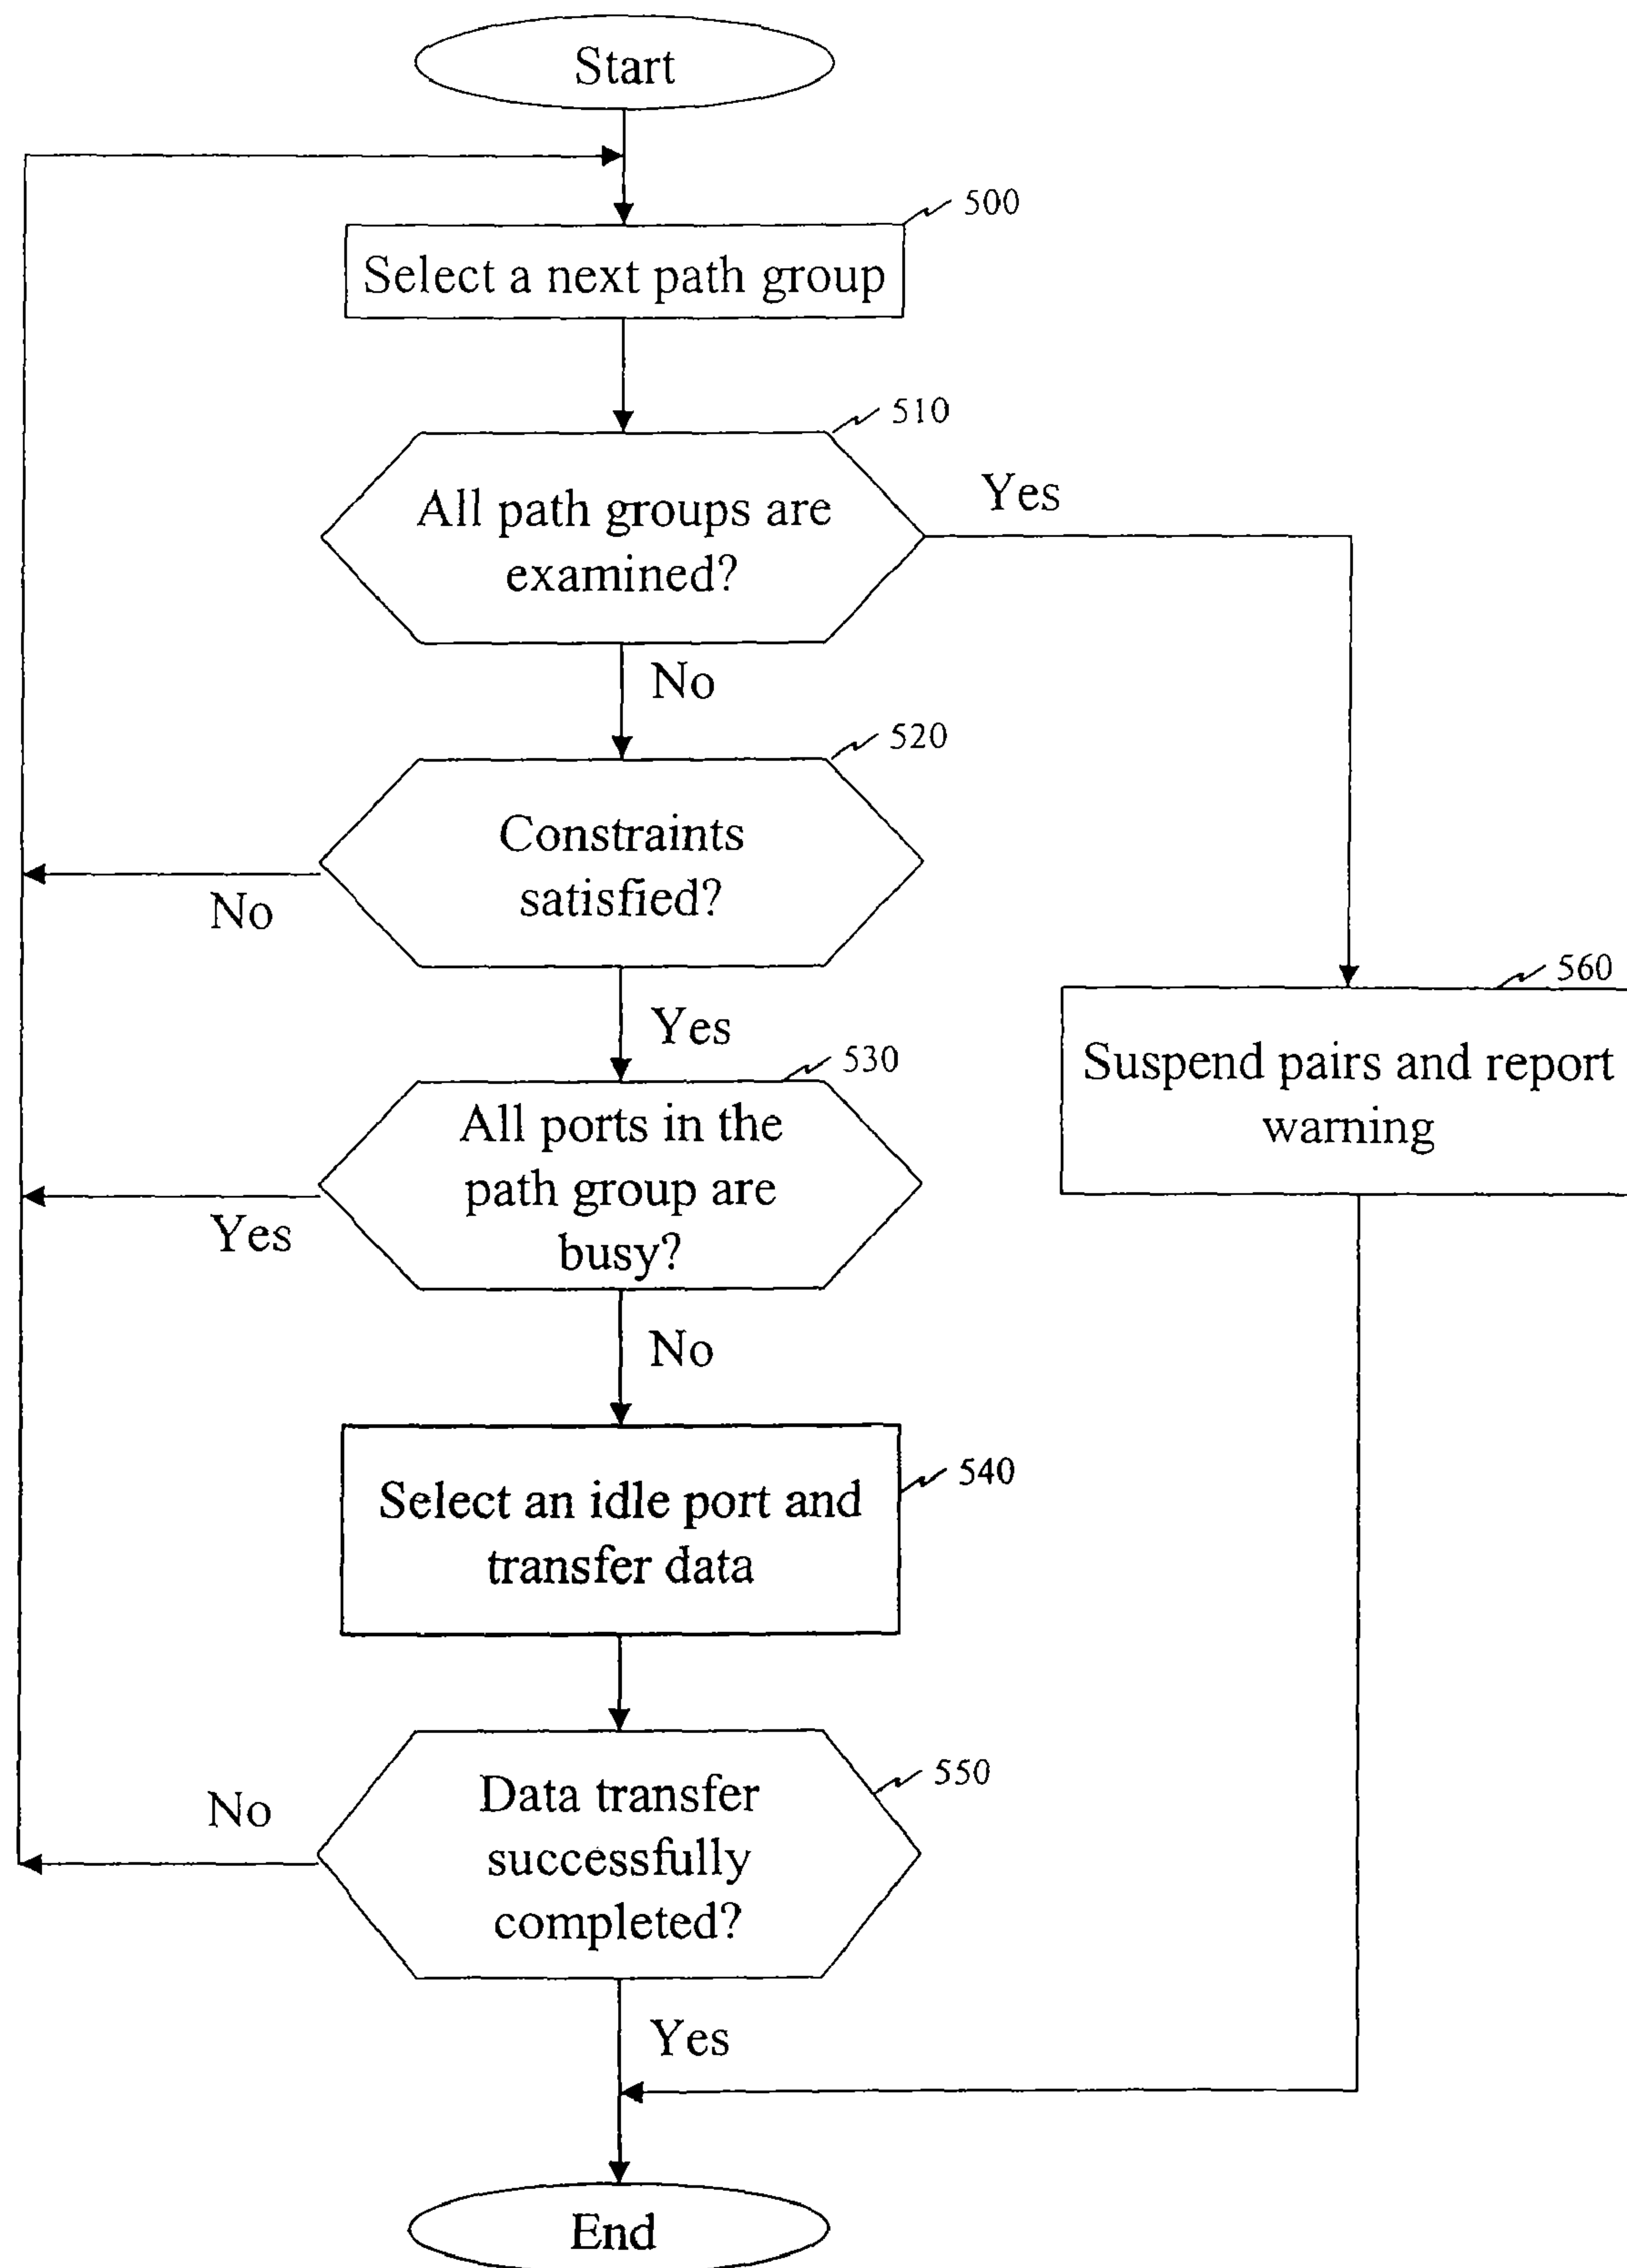 Start
500
Select a next path group
510
All path groups are
examined?
Yes
No
520
Constraints
satisfied?
No
Yes
530
All ports in the
path group are
busy?
Yes
No
540
Select an idle port and
transfer data
550
Data transfer
successfully
completed?
No
Yes
560
Suspend pairs and report
warning
End